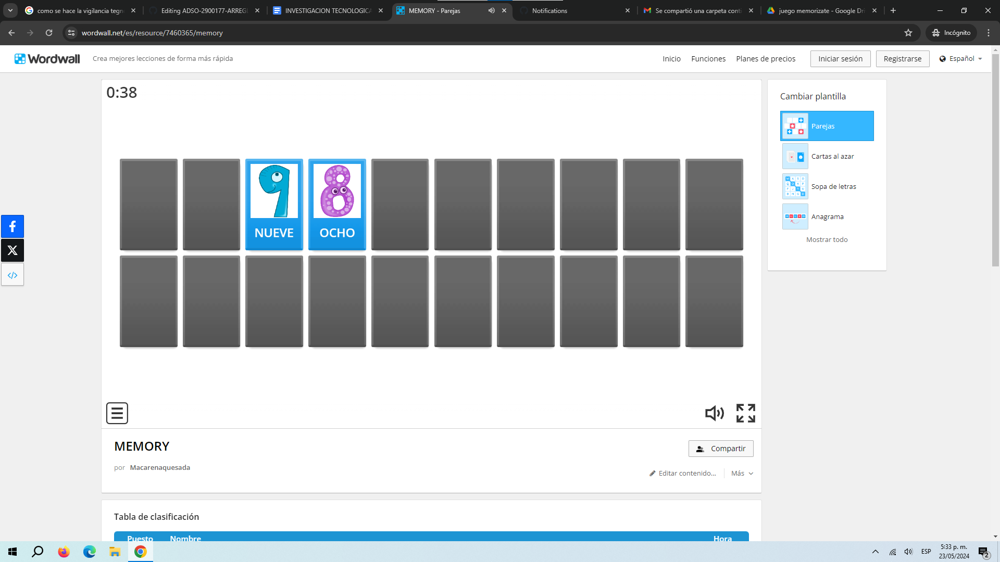 como se hace la vigilancia tegn
Editing ADSO-2900177-ARREGL
INVESTIGACION TECNOLOGICA
MEMORY - Parejas
Notifications
Se compartió una carpeta conti
juego memorizate - Google Dri
wordwall.net/es/resource/7460365/memory
Incógnito
Wordwall
Crea mejores lecciones de forma más rápida
Inicio
Funciones
Planes de precios
Iniciar sesión
Registrarse
Español
0:38
9
8
NUEVE
OCHO
Cambiar plantilla
Parejas
Cartas al azar
Sopa de letras
Anagrama
Mostrar todo
MEMORY
Compartir
por Macarenaquesada
Editar contenido...
Más
Tabla de clasificación
Puesto
Nombre
Hora
ESP
5:33 p. m.
23/05/2024
2